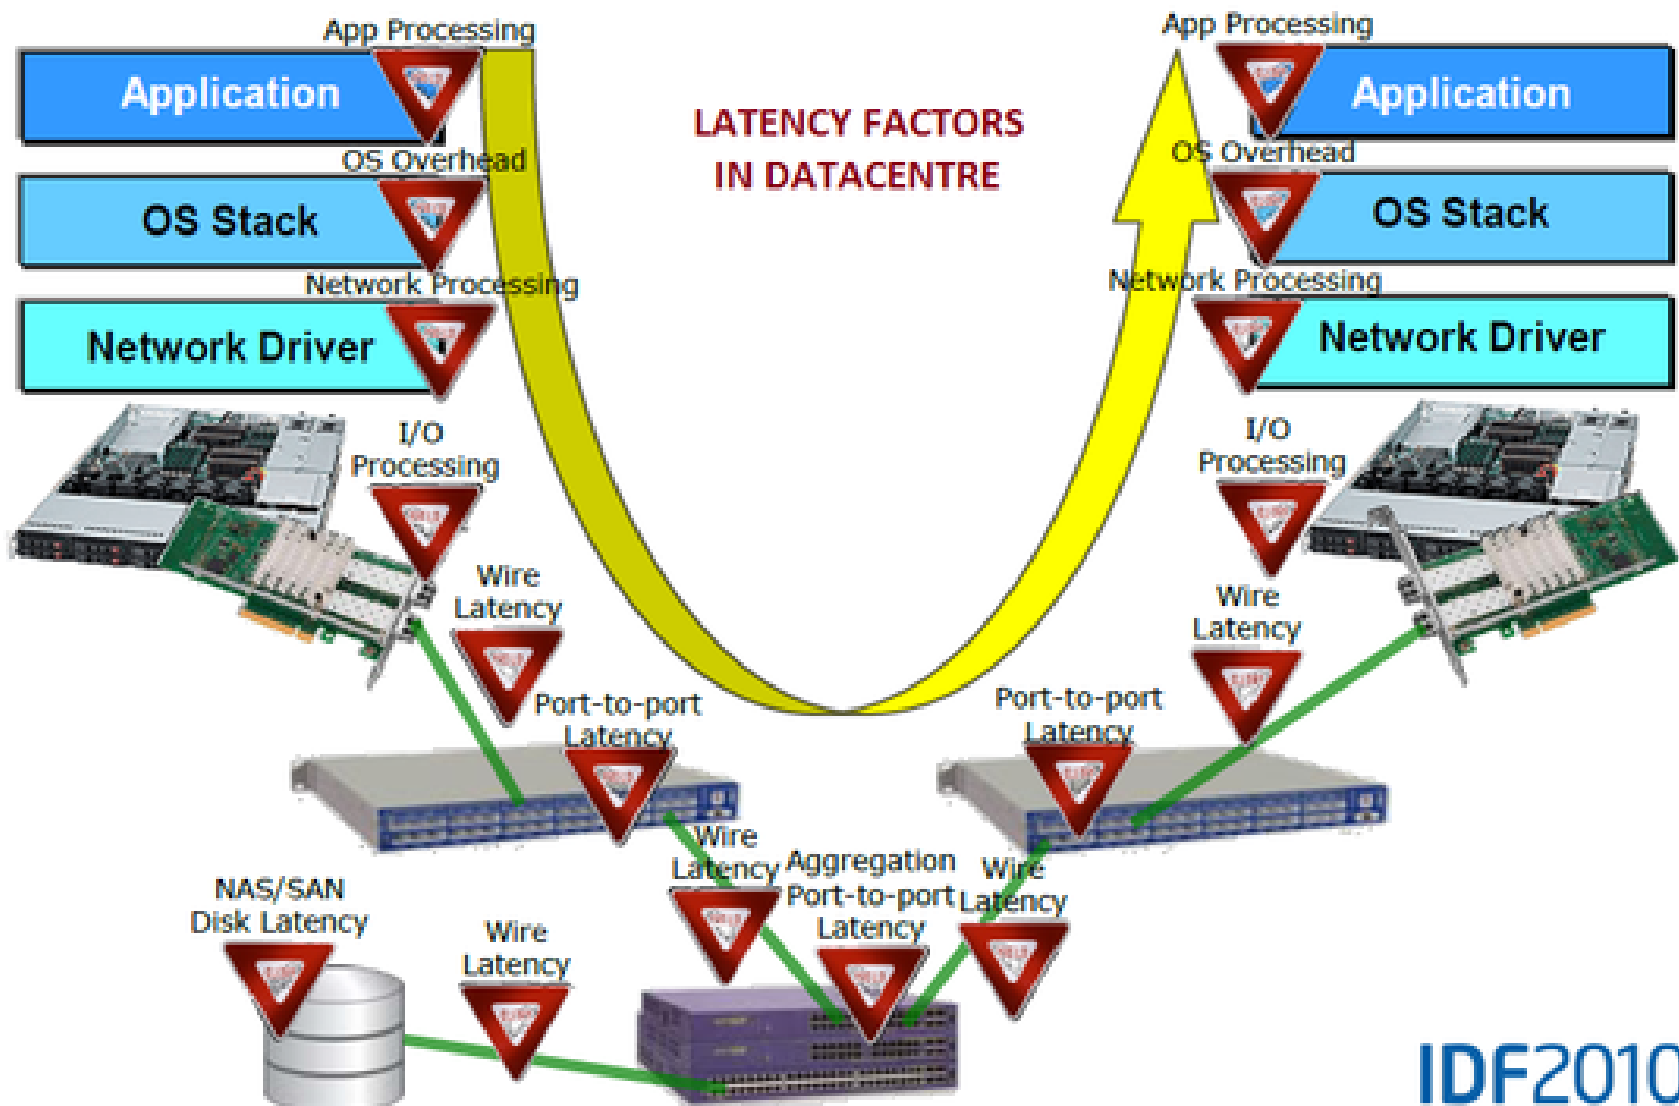 App Processing
Application
OS Overhead
OS Stack
Network Processing
Network Driver
I/O
Processing
Wire
Latency
Port-to-port
Latency
LATENCY FACTORS
IN DATACENTRE
App Processing
Application
OS Overhead
OS Stack
Network Processing
Network Driver
I/O
Processing
Wire
Latency
Port-to-port
Latency
Wire
Latency
Aggregation
Port-to-port
Latency
Wire
Latency
NAS/SAN
Disk Latency
Wire
Latency
IDF2010